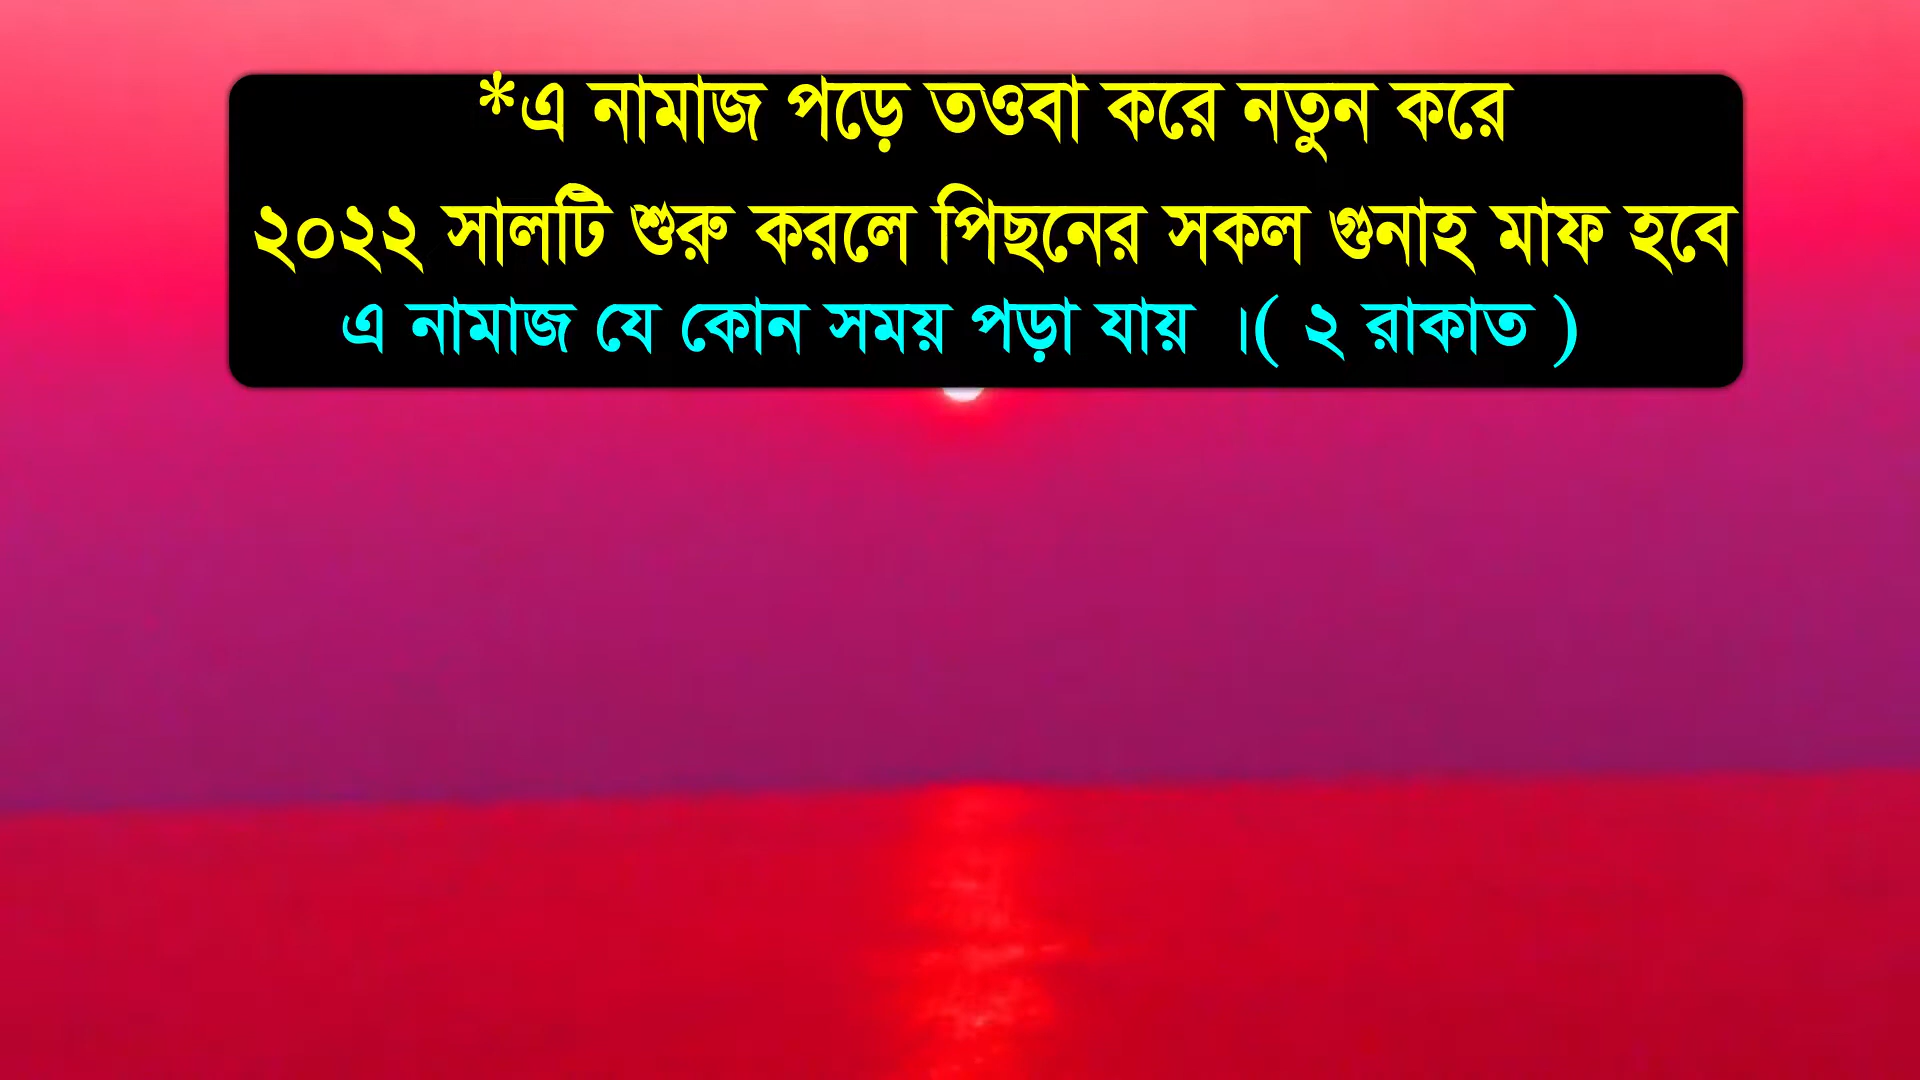 *এ নামাজ পড়ে তওবা করে নতুন করে
২০২২ সালটি শুরু করলে পিছনের সকল গুনাহ মাফ হবে
এ নামাজ যে কোন সময় পড়া যায় ।( ২ রাকাত )